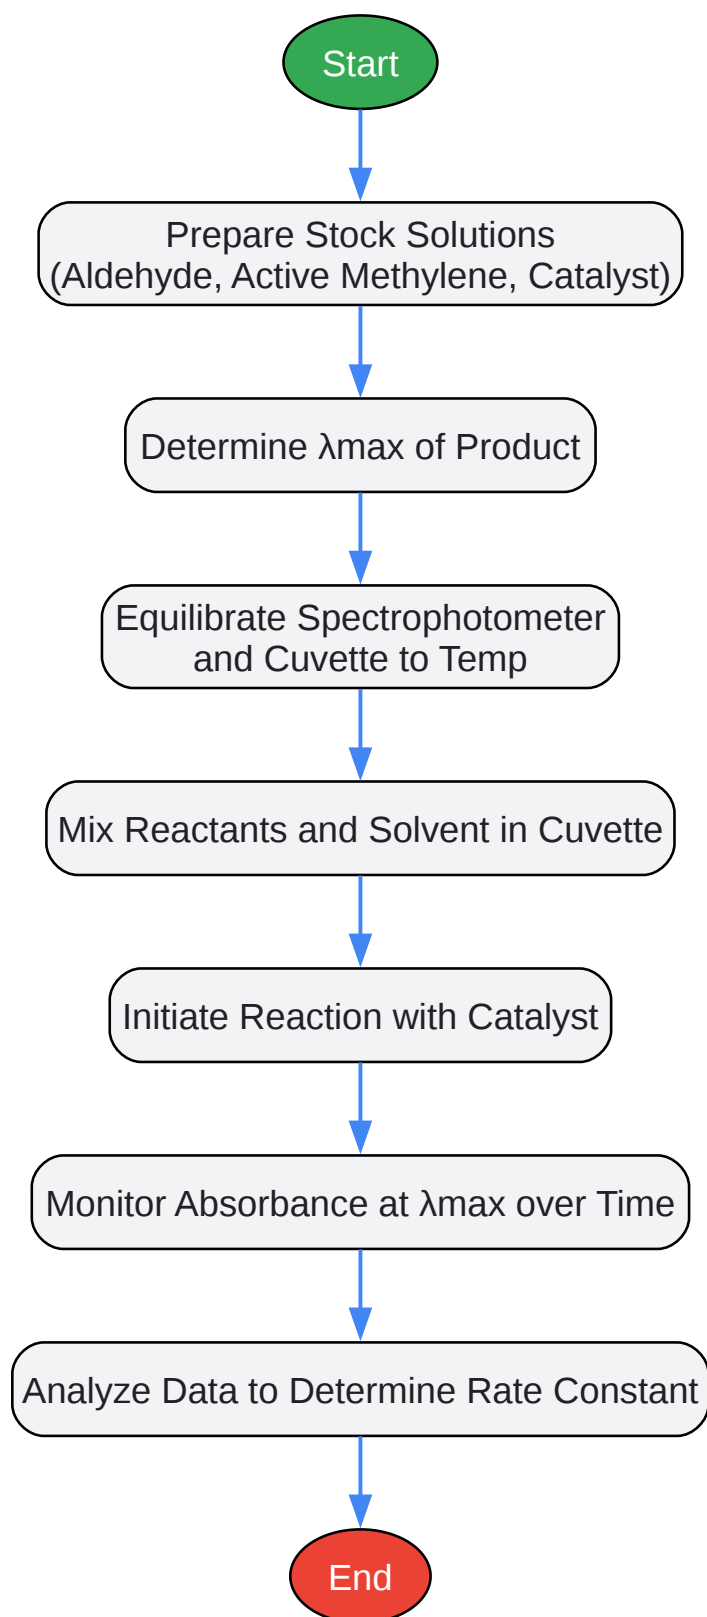 Start
Prepare Stock Solutions
(Aldehyde, Active Methylene, Catalyst)
Determine λmax of Product
Equilibrate Spectrophotometer
and Cuvette to Temp
Mix Reactants and Solvent in Cuvette
Initiate Reaction with Catalyst
Monitor Absorbance at λmax over Time
Analyze Data to Determine Rate Constant
End